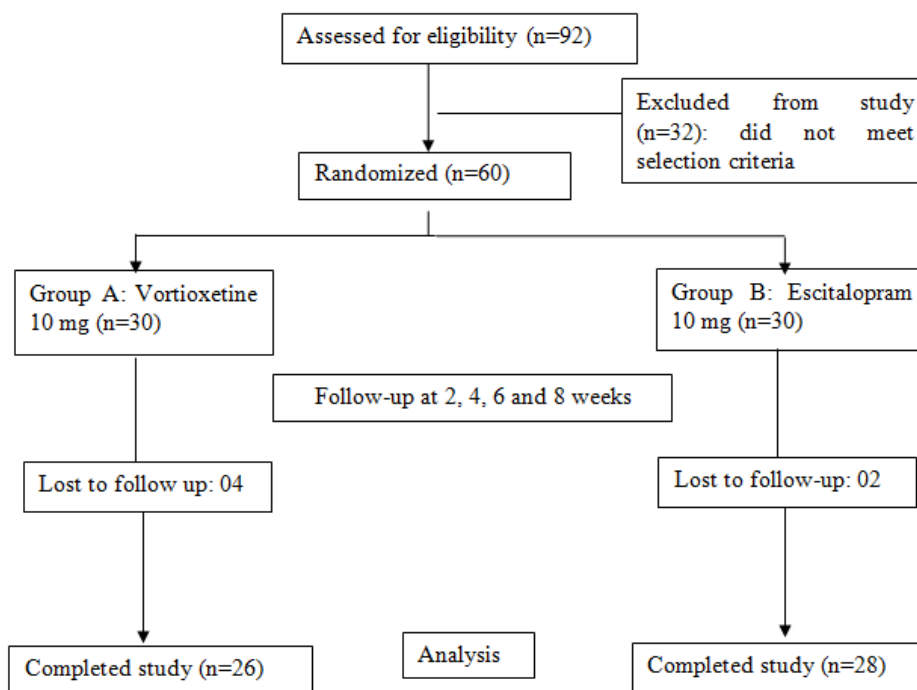 Assessed for eligibility (n=92)
Excluded from study
(n=32): did not meet
selection criteria
Randomized (n=60)
Group A: Vortioxetine
10 mg (n=30)
Group B: Escitalopram
10 mg (n=30)
Follow-up at 2, 4, 6 and 8 weeks
Lost to follow up: 04
Lost to follow-up: 02
Completed study (n=26)
Analysis
Completed study (n=28)